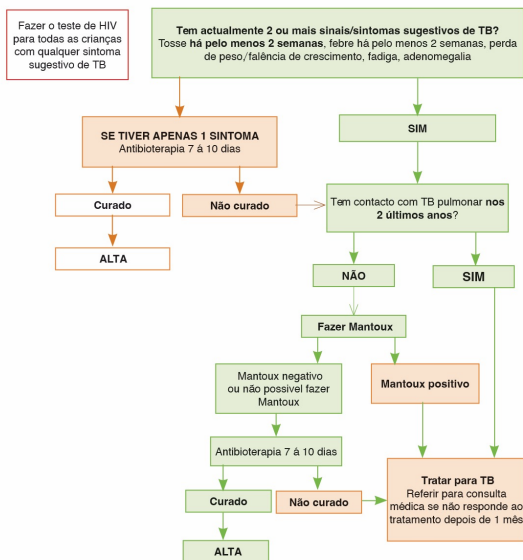 Fazer o teste de HIV
para todas as crianças
com qualquer sintoma
sugestivo de TB
Tem actualmente 2 ou mais sinais/sintomas sugestivos de TB?
Tosse há pelo menos 2 semanas, febre há pelo menos 2 semanas, perda
de peso/falência de crescimento, fadiga, adenomegalia
SE TIVER APENAS 1 SINTOMA
Antibioterapia 7 à 10 dias
SIM
Curado
Não curado
Tem contacto com TB pulmonar nos
2 últimos anos?
ALTA
NÃO
SIM
Fazer Mantoux
Mantoux negativo
ou não possivel fazer
Mantoux
Mantoux positivo
Antibioterapia 7 á 10 dias
Tratar para TB
Referir para consulta
médica se não responde ao
tratamento depois de 1 mês
Curado
Não curado
ALTA